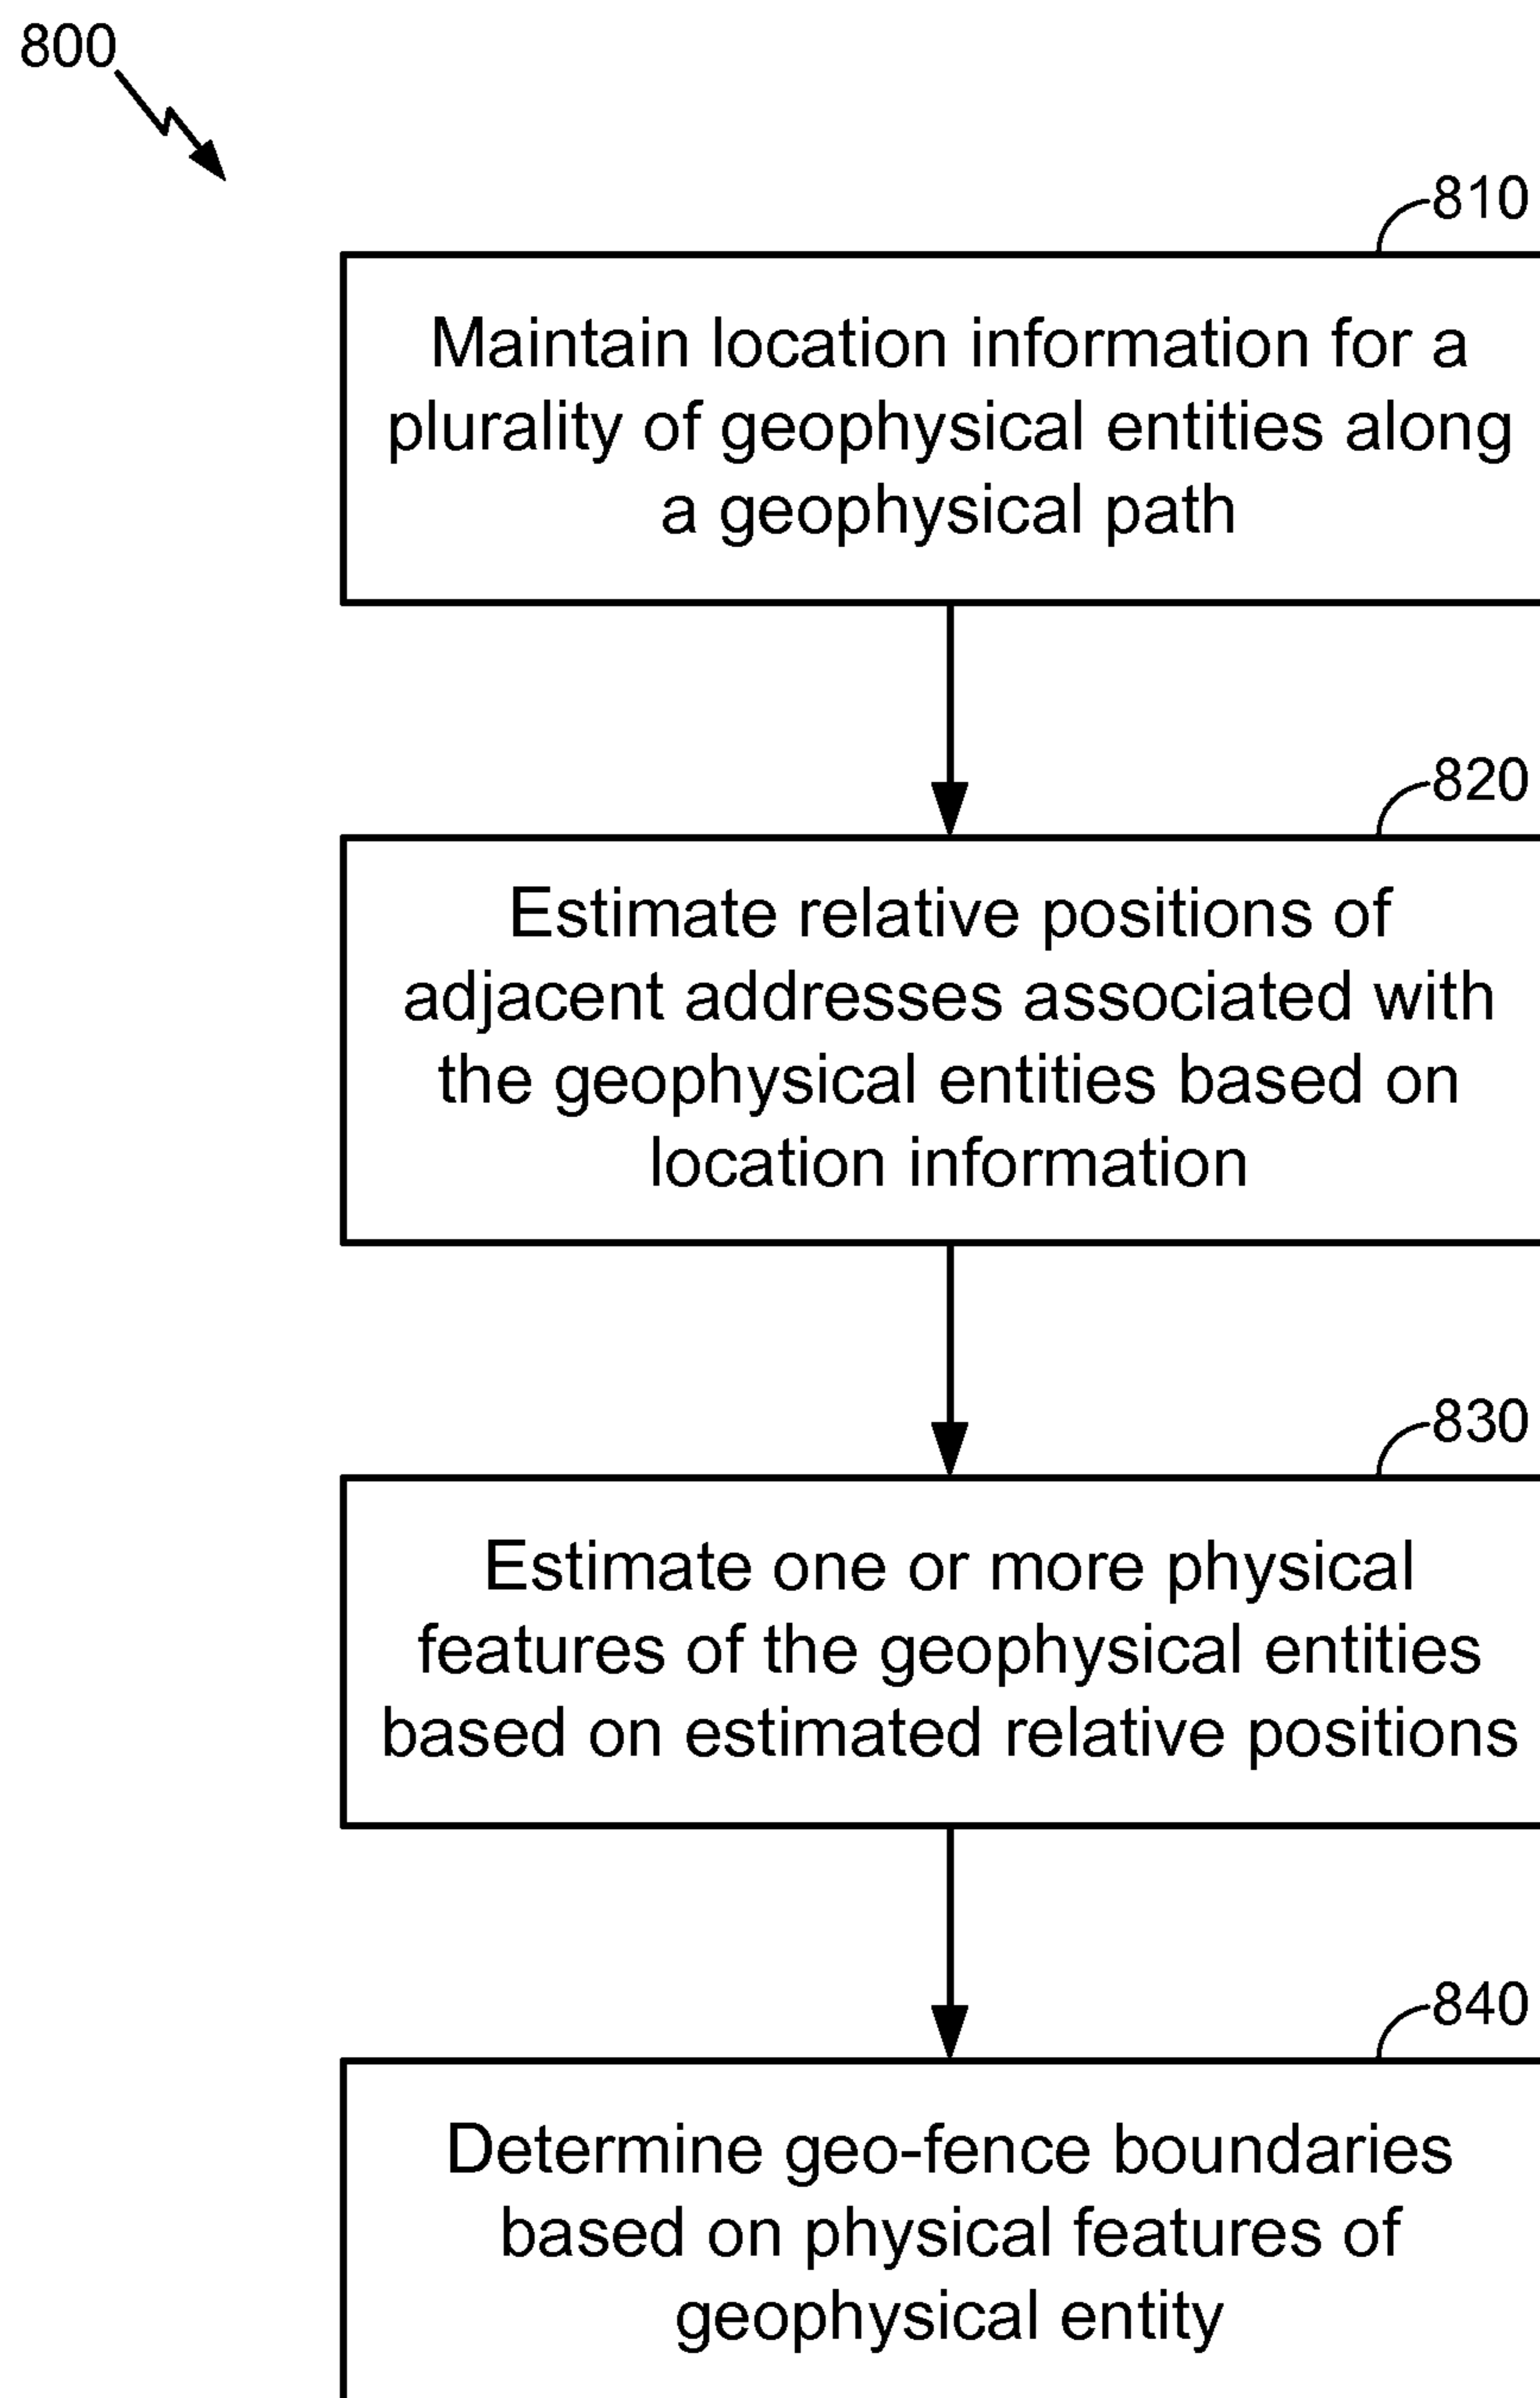 800
810
Maintain location information for a
plurality of geophysical entities along
a geophysical path
820
Estimate relative positions of
adjacent addresses associated with
the geophysical entities based on
location information
830
Estimate one or more physical
features of the geophysical entities
based on estimated relative positions
840
Determine geo-fence boundaries
based on physical features of
geophysical entity